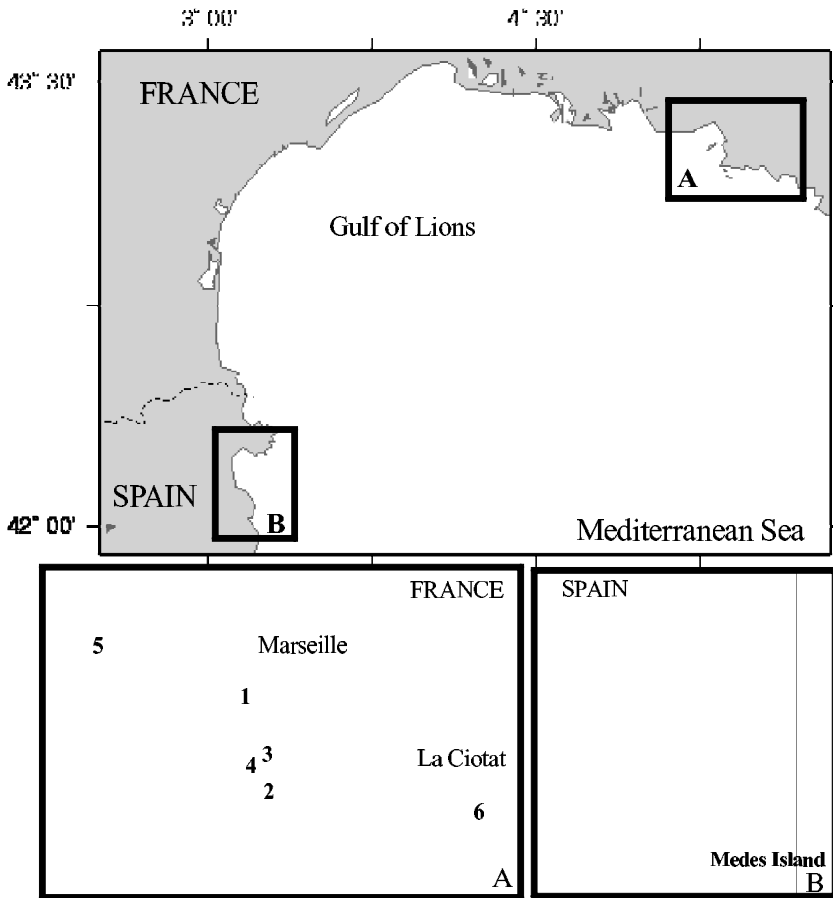 3° 00' 4° 30'
43° 30'
FRANCE
A
Gulf of Lions
SPAIN
B
42° 00'
Mediterranean Sea
FRANCE
SPAIN
5
Marseille
1
3
4
La Ciotat
2
6
Medes Island
A
B